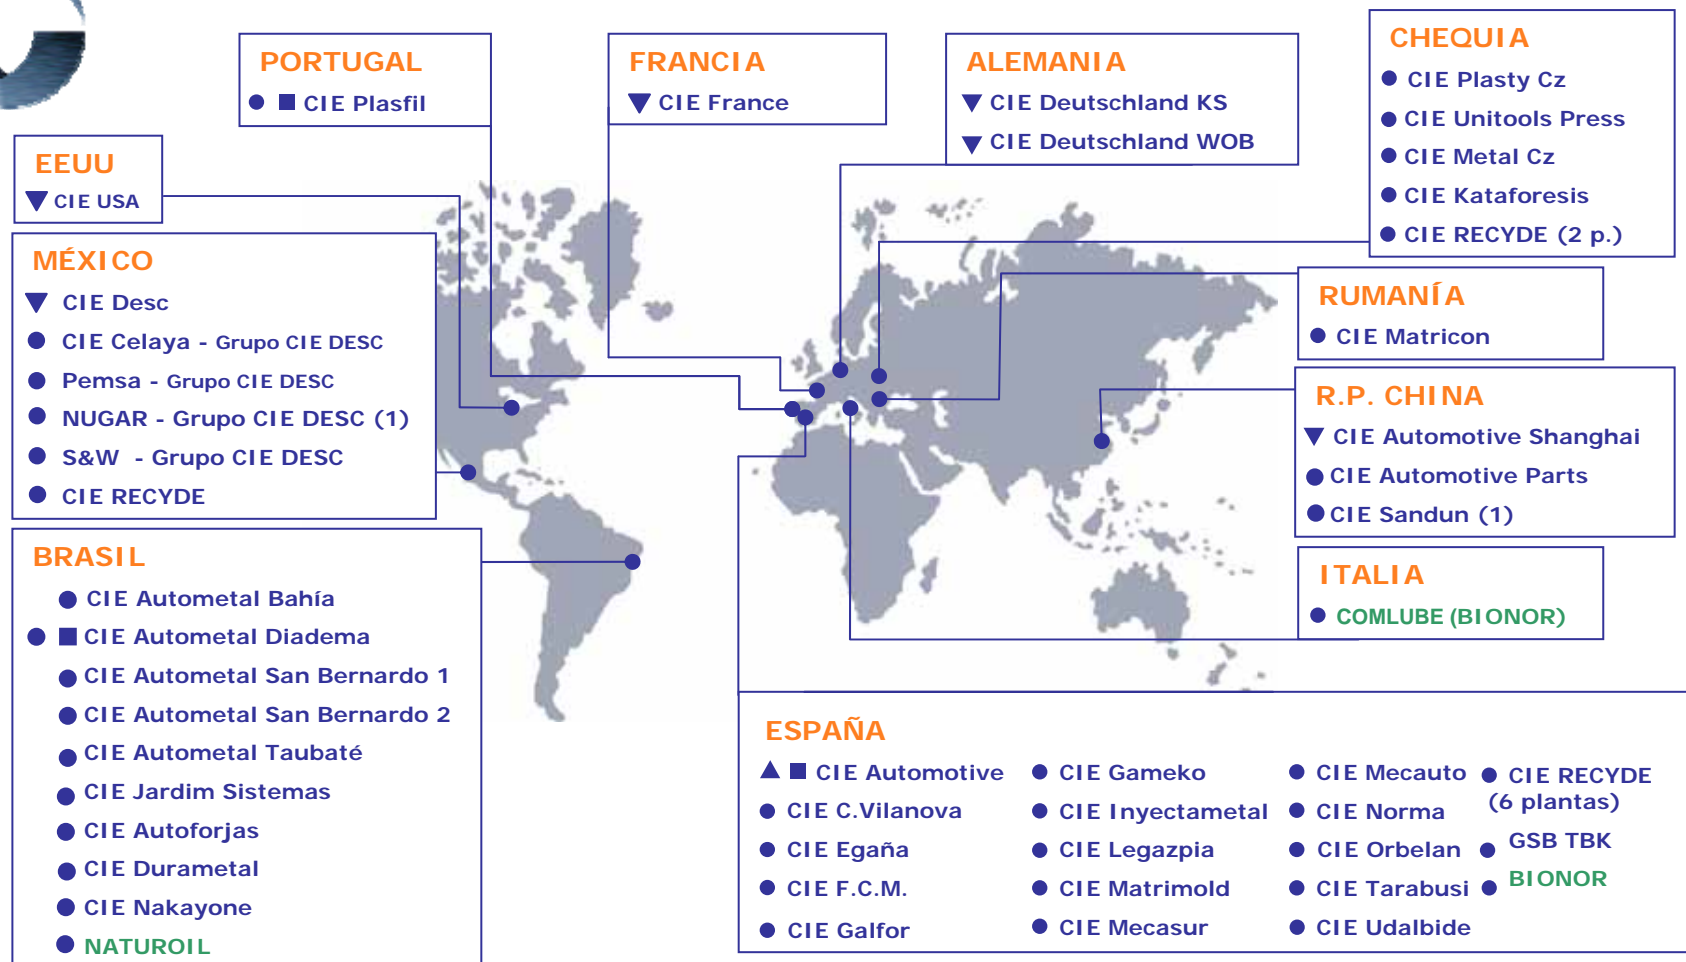 PORTUGAL
CIE Plasfil
FRANCIA
CIE France
ALEMANIA
CIE Deutschland KS
CIE Deutschland WOB
CHEQUIA
CIE Plasty Cz
CIE Unitools Press
CIE Metal Cz
CIE Kataforesis
CIE RECYDE (2 p.)
EEUU
CIE USA
MÉXICO
CIE Desc
CIE Celaya - Grupo CIE DESC
Pemsa - Grupo CIE DESC
NUGAR - Grupo CIE DESC (1)
S&W - Grupo CIE DESC
CIE RECYDE
RUMANÍA
CIE Matricon
R.P. CHINA
CIE Automotive Shanghai
CIE Automotive Parts
CIE Sandun (1)
ITALIA
COMLUBE (BIONOR)
BRASIL
CIE Autometal Bahía
CIE Autometal Diadema
CIE Autometal San Bernardo 1
CIE Autometal San Bernardo 2
CIE Autometal Taubaté
CIE Jardim Sistemas
CIE Autoforjas
CIE Durametal
CIE Nakayone
NATUROIL
ESPAÑA
CIE Automotive
CIE C.Vilanova
CIE Egaña
CIE F.C.M.
CIE Galfor
CIE Gameko
CIE Inyectametal
CIE Legazpia
CIE Matrimold
CIE Mecasur
CIE Mecauto
CIE Norma
CIE Orbelan
CIE Tarabusi
CIE Udalbide
CIE RECYDE
(6 plantas)
GSB TBK
BIONOR